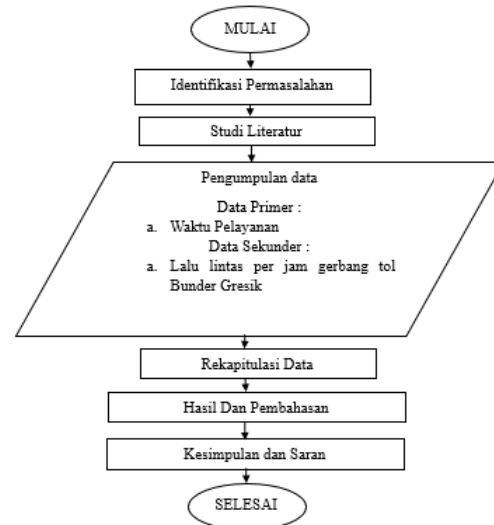 MULAI
Identifikasi Permasalahan
Studi Literatur
Pengumpulan data
Data Primer :
a. Waktu Pelayanan
Data Sekunder :
a. Lalu lintas per jam gerbang tol
Bunder Gresik
Rekapitulasi Data
Hasil Dan Pembahasan
Kesimpulan dan Saran
SELESAI